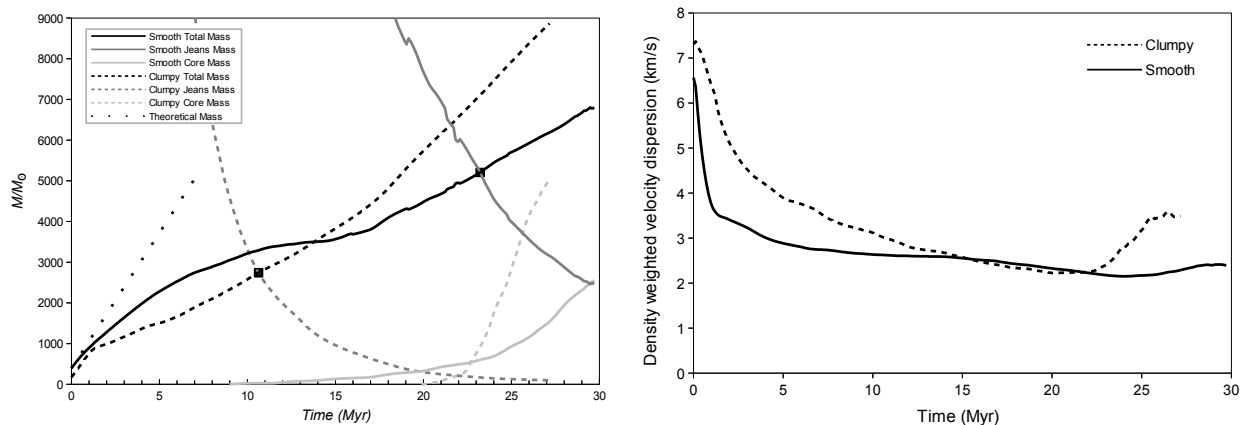 9000
8000
7000
6000
5000
4000
3000
2000
1000
0
M/Mo
Smooth Total Mass
Smooth Jeans Mass
Smooth Core Mass
Clumpy Total Mass
Clumpy Jeans Mass
Clumpy Core Mass
Theoretical Mass
0 5 10 15 20 25 30
Time (Myr)
8
7
6
5
4
3
2
1
0
Density weighted velocity dispersion (km/s)
Clumpy
Smooth
0 5 10 15 20 25 30
Time (Myr)